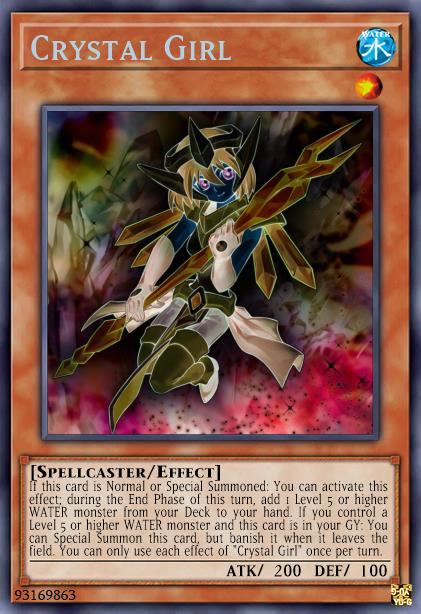 CRYSTAL GIRL
WATER
水
[SPELLCASTER/EFFECT]
If this card is Normal or Special Summoned: You can activate this
effect; during the End Phase of this turn, add 1 Level 5 or higher
WATER monster from your Deck to your hand. If you control a
Level 5 or higher WATER monster and this card is in your GY: You
can Special Summon this card, but banish it when it leaves the
field. You can only use each effect of "Crystal Girl" once per turn.
ATK/ 200 DEF/ 100
93169863